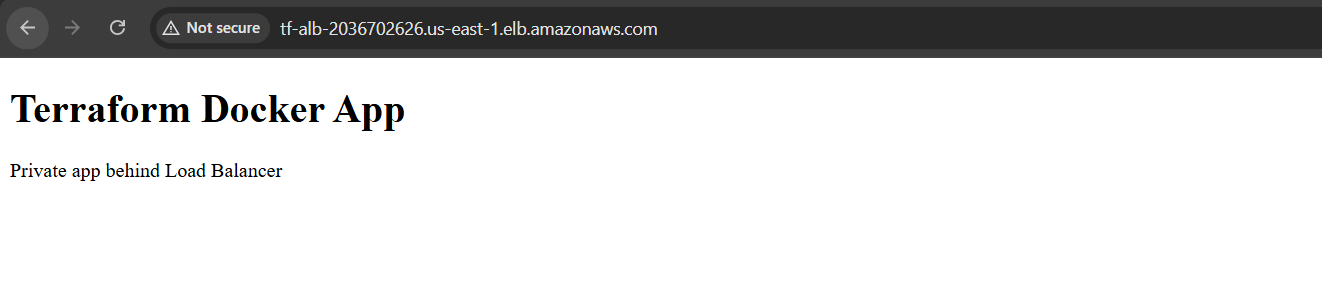 Not secure tf-alb-2036702626.us-east-1.elb.amazonaws.com
Terraform Docker App
Private app behind Load Balancer